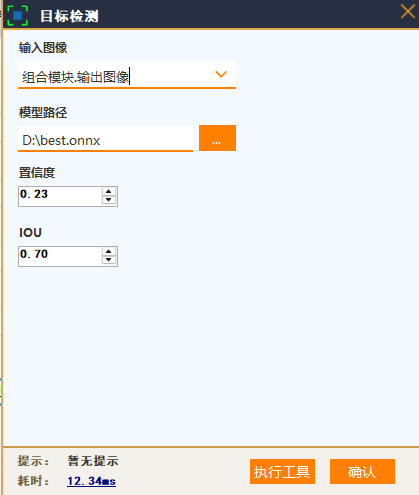 目标检测
输入图像
组合模块.输出图像
模型路径
D:\best.onnx
...
置信度
0.23
IOU
0.70
提示： 暂无提示
耗时： 12.34ms
执行工具
确认